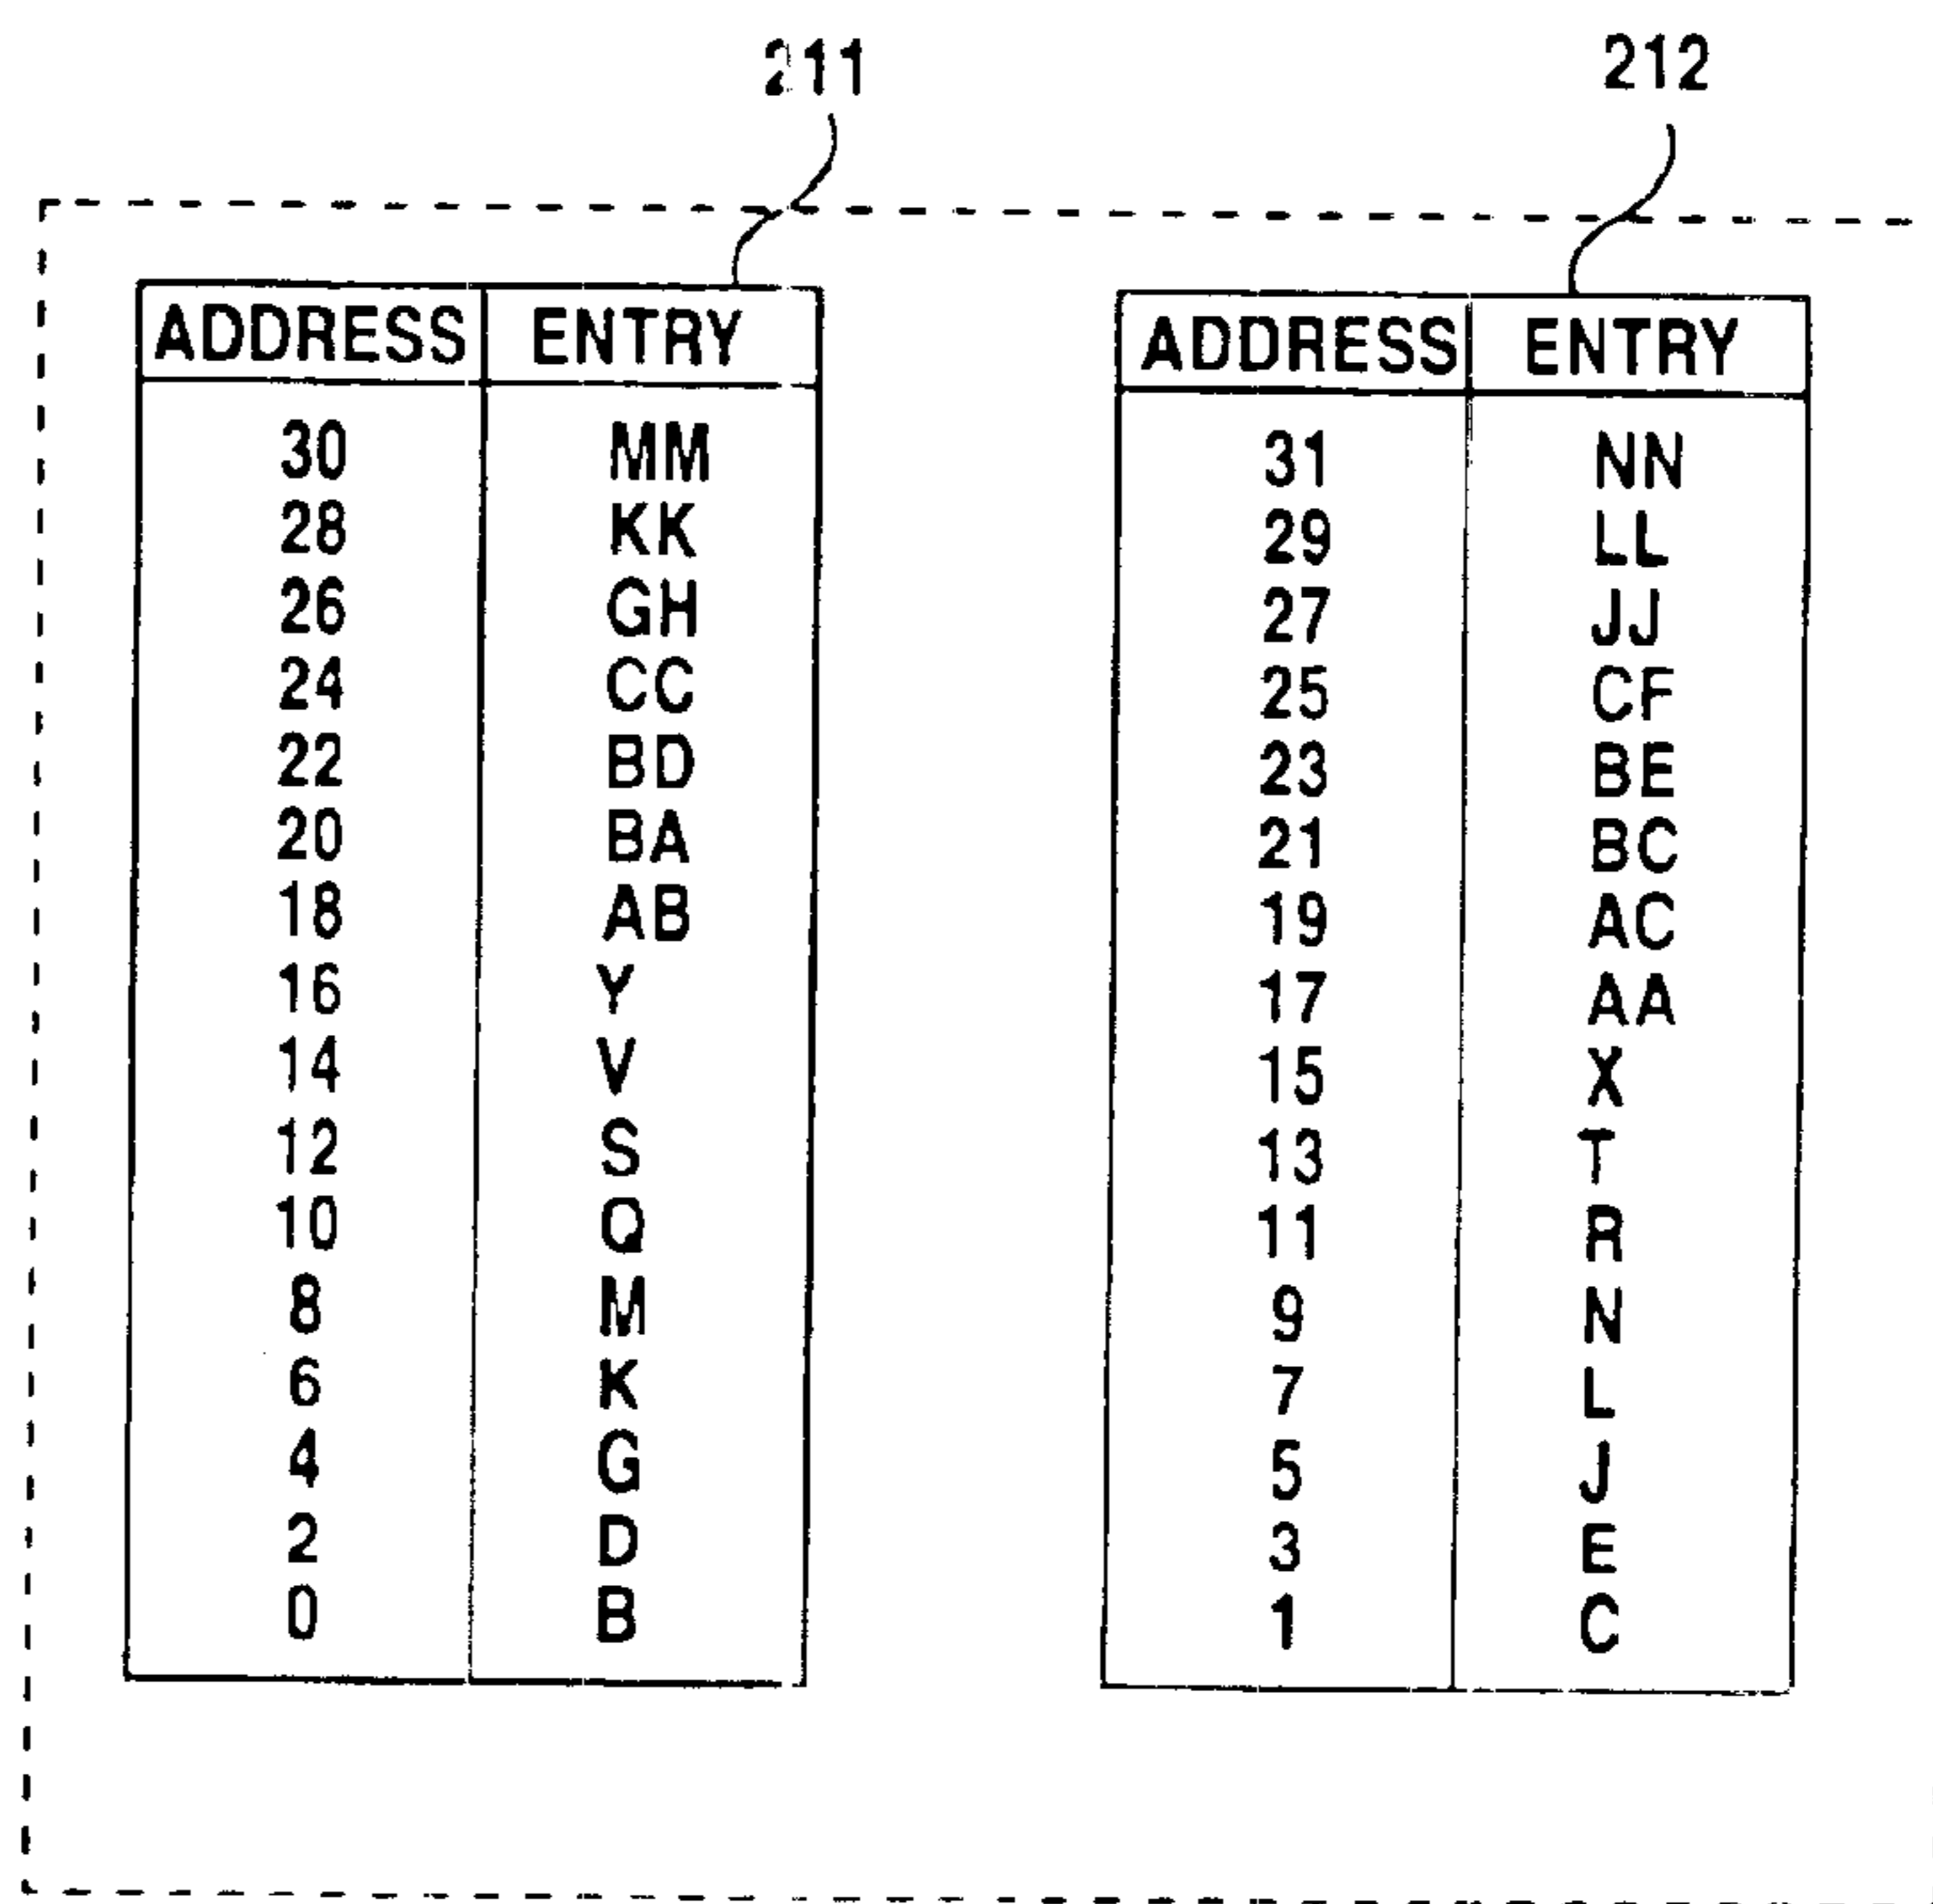 211
212
ADDRESS ENTRY
30 MM
28 KK
26 GH
24 CC
22 BD
20 BA
18 AB
16 Y
14 V
12 S
10 Q
8 M
6 K
4 G
2 D
0 B
ADDRESS ENTRY
31 NN
29 LL
27 JJ
25 CF
23 BE
21 BC
19 AC
17 AA
15 X
13 T
11 R
9 N
7 L
5 J
3 E
1 C